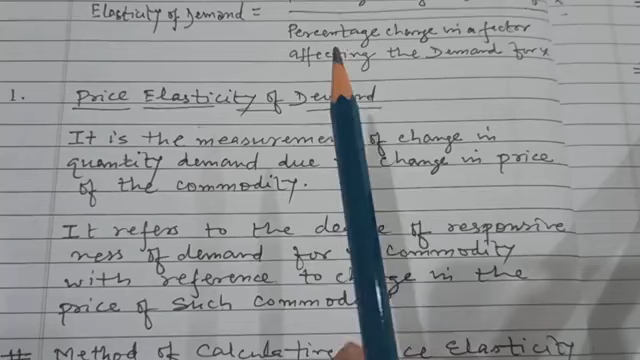 Elasticity of Demand =
Percentage change in a factor
affecting the Demand for x
1. Price Elasticity of Demand
It is the measurement of change in
quantity demand due change in price
of the commodity.
It refers to the degree of responsive
ness of demand for commodity
with reference to change in the
price of such commod
# Method of calculating Elasticity